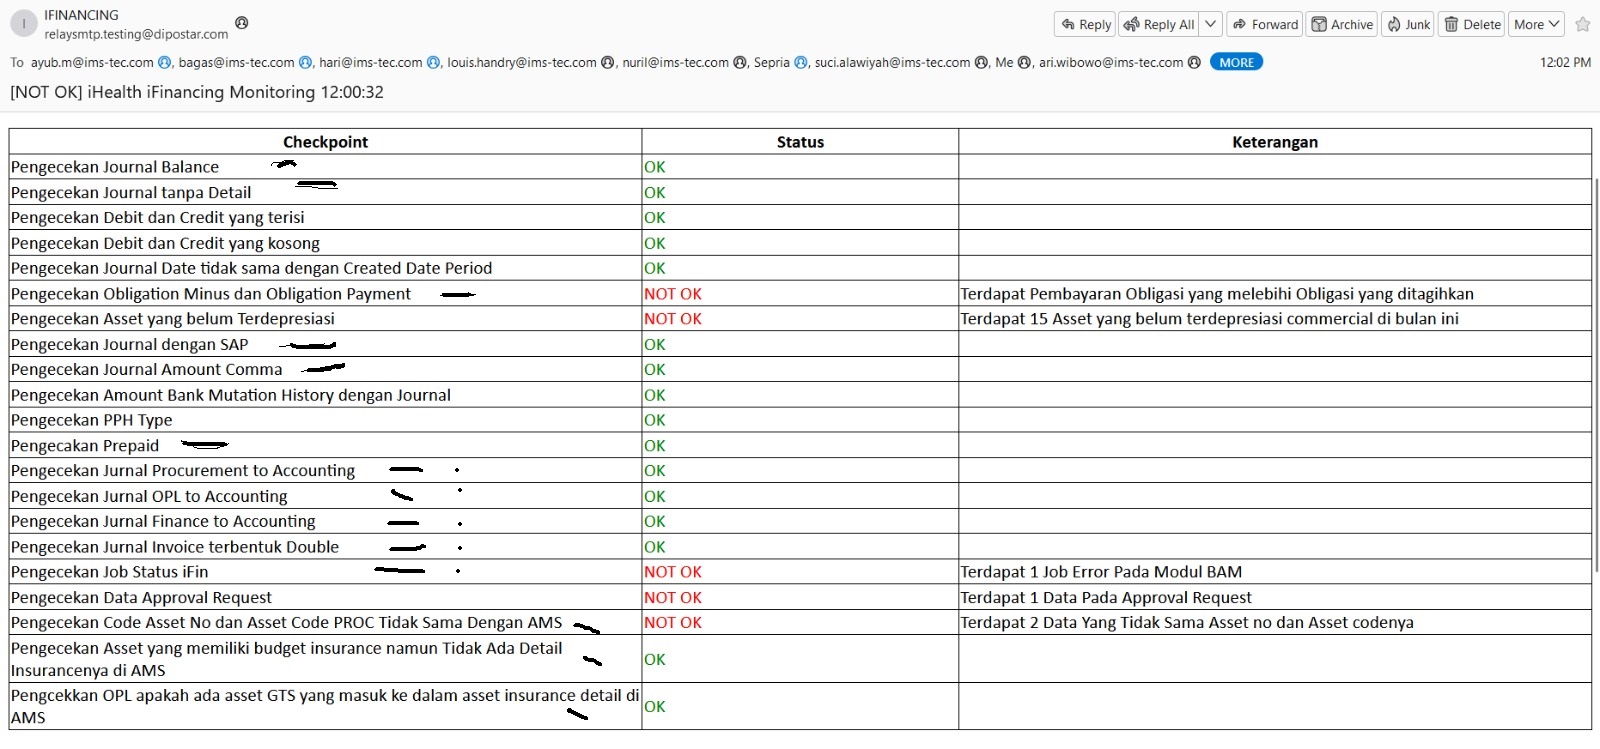 I IFINANCING
relaysmtp.testing@dipostar.com
Reply Reply All Forward Archive Junk Delete More
To ayub.m@ims-tec.com, bagas@ims-tec.com, hari@ims-tec.com, louis.handry@ims-tec.com, nuril@ims-tec.com, Sepria, suci.alawiyah@ims-tec.com, Me, ari.wibowo@ims-tec.com MORE 12:02 PM
[NOT OK] iHealth iFinancing Monitoring 12:00:32
Checkpoint Status Keterangan
Pengecekan Journal Balance OK
Pengecekan Journal tanpa Detail OK
Pengecekan Debit dan Credit yang terisi OK
Pengecekan Debit dan Credit yang kosong OK
Pengecekan Journal Date tidak sama dengan Created Date Period OK
Pengecekan Obligation Minus dan Obligation Payment NOT OK Terdapat Pembayaran Obligasi yang melebihi Obligasi yang ditagihkan
Pengecekan Asset yang belum Terdepresiasi NOT OK Terdapat 15 Asset yang belum terdepresiasi commercial di bulan ini
Pengecekan Journal dengan SAP OK
Pengecekan Journal Amount Comma OK
Pengecekan Amount Bank Mutation History dengan Journal OK
Pengecekan PPH Type OK
Pengecakan Prepaid OK
Pengecekan Jurnal Procurement to Accounting OK
Pengecekan Jurnal OPL to Accounting OK
Pengecekan Jurnal Finance to Accounting OK
Pengecekan Jurnal Invoice terbentuk Double OK
Pengecekan Job Status iFin NOT OK Terdapat 1 Job Error Pada Modul BAM
Pengecekan Data Approval Request NOT OK Terdapat 1 Data Pada Approval Request
Pengecekan Code Asset No dan Asset Code PROC Tidak Sama Dengan AMS NOT OK Terdapat 2 Data Yang Tidak Sama Asset no dan Asset codenya
Pengecekan Asset yang memiliki budget insurance namun Tidak Ada Detail
Insurancenya di AMS OK
Pengcekkan OPL apakah ada asset GTS yang masuk ke dalam asset insurance detail di
AMS OK